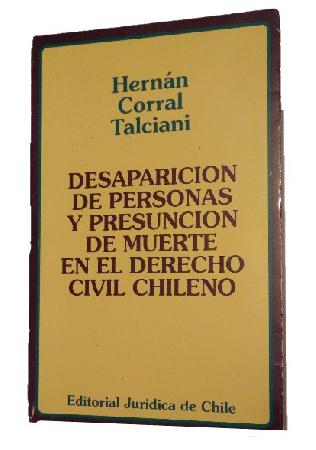 Hernán
Corral
Talciani
DESAPARICION
DE PERSONAS
Y PRESUNCION
DE MUERTE
EN EL DERECHO
CIVIL CHILENO
Editorial Jurídica de Chile